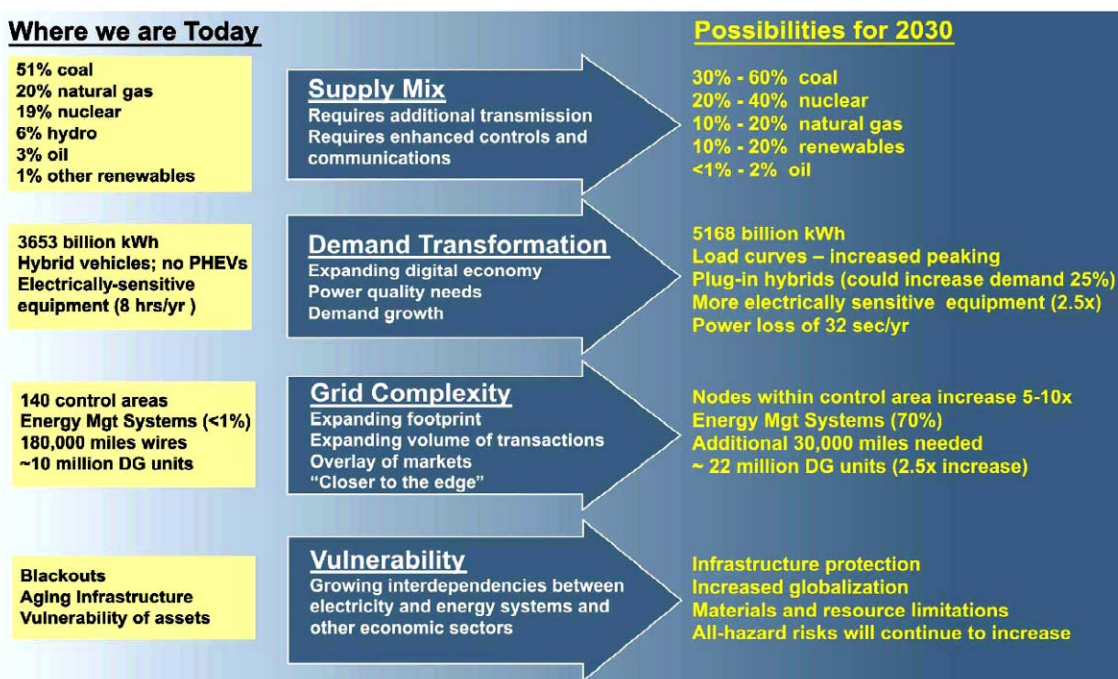 Where we are Today
Possibilities for 2030
51% coal
20% natural gas
19% nuclear
6% hydro
3% oil
1% other renewables
Supply Mix
Requires additional transmission
Requires enhanced controls and
communications
30% - 60% coal
20% - 40% nuclear
10% - 20% natural gas
10% - 20% renewables
<1% - 2% oil
3653 billion kWh
Hybrid vehicles; no PHEVs
Electrically-sensitive
equipment (8 hrs/yr )
Demand Transformation
Expanding digital economy
Power quality needs
Demand growth
5168 billion kWh
Load curves – increased peaking
Plug-in hybrids (could increase demand 25%)
More electrically sensitive equipment (2.5x)
Power loss of 32 sec/yr
140 control areas
Energy Mgt Systems (<1%)
180,000 miles wires
~10 million DG units
Grid Complexity
Expanding footprint
Expanding volume of transactions
Overlay of markets
“Closer to the edge”
Nodes within control area increase 5-10x
Energy Mgt Systems (70%)
Additional 30,000 miles needed
~ 22 million DG units (2.5x increase)
Blackouts
Aging Infrastructure
Vulnerability of assets
Vulnerability
Growing interdependencies between
electricity and energy systems and
other economic sectors
Infrastructure protection
Increased globalization
Materials and resource limitations
All-hazard risks will continue to increase